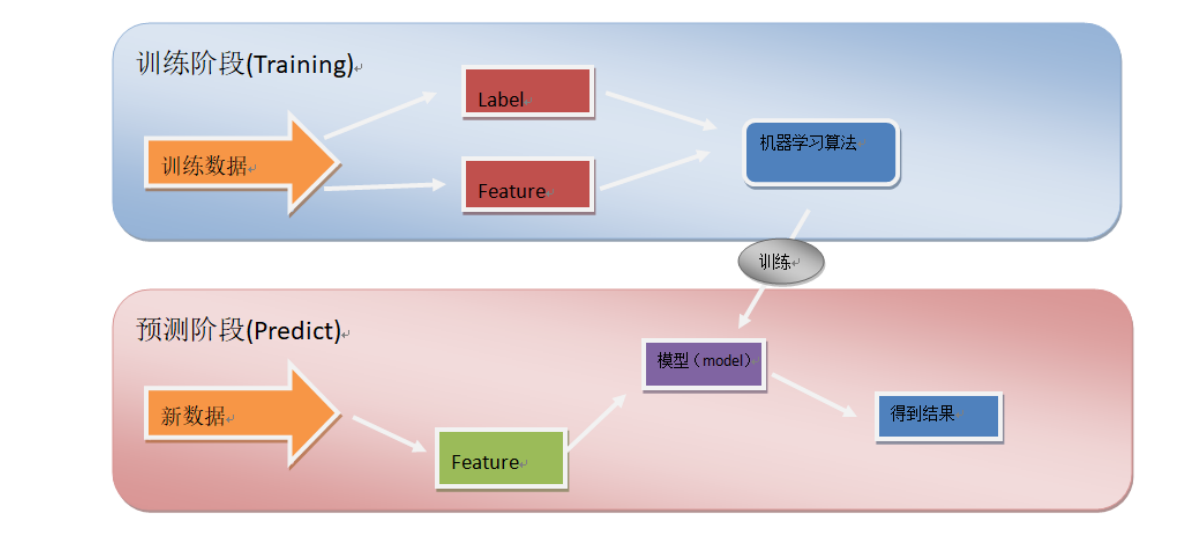 训练阶段(Training)
Label
训练数据
机器学习算法
Feature
训练
预测阶段(Predict)
模型（model）
新数据
得到结果
Feature